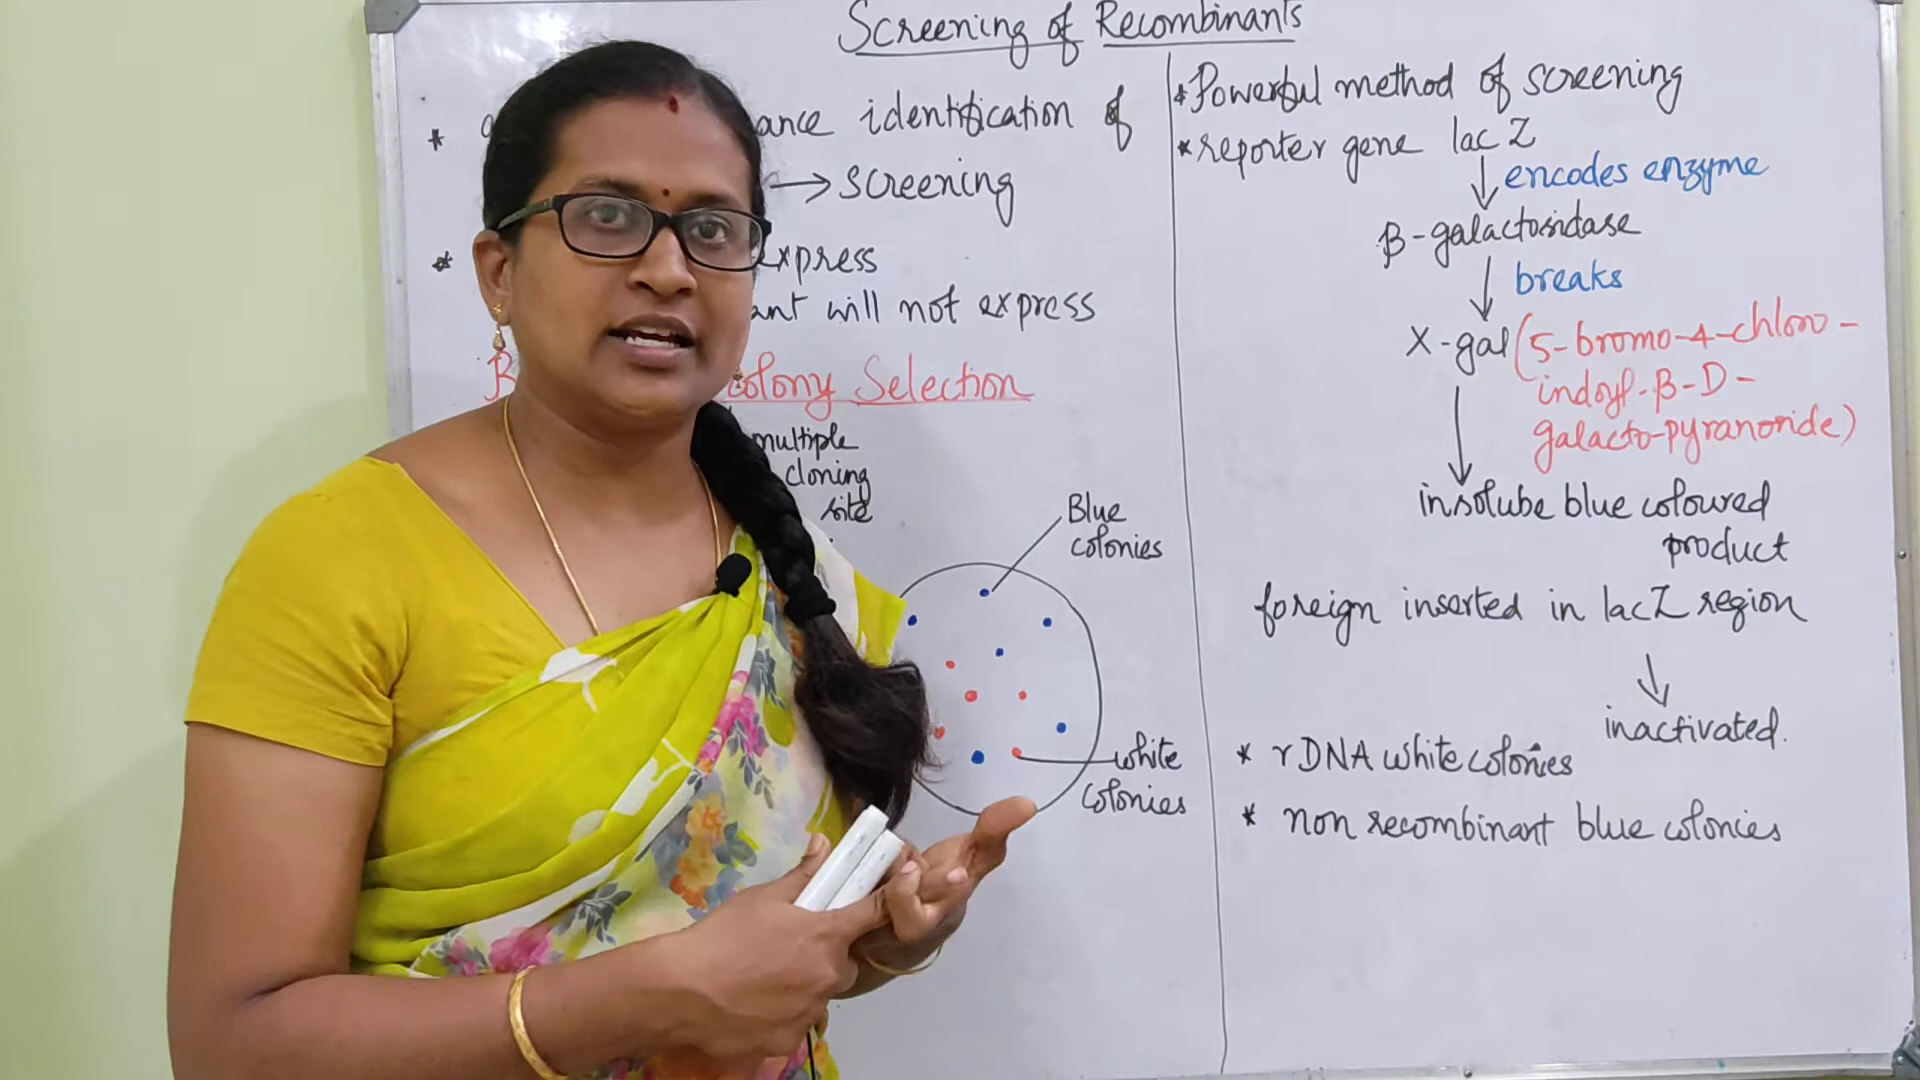 Screening of Recombinants
* ance identification of
→ screening
* express
ant will not express
B colony Selection
multiple
cloning
site
Blue
colonies
white
colonies
* Powerful method of screening
* reporter gene lac Z
↓ encodes enzyme
β-galactosidase
↓ breaks
X-gal (5-bromo-4-chloro-
indoyl-β-D-
galacto-pyranoside)
↓
insolube blue coloured
product
foreign inserted in lacZ region
↓
inactivated.
* rDNA white colonies
* non recombinant blue colonies